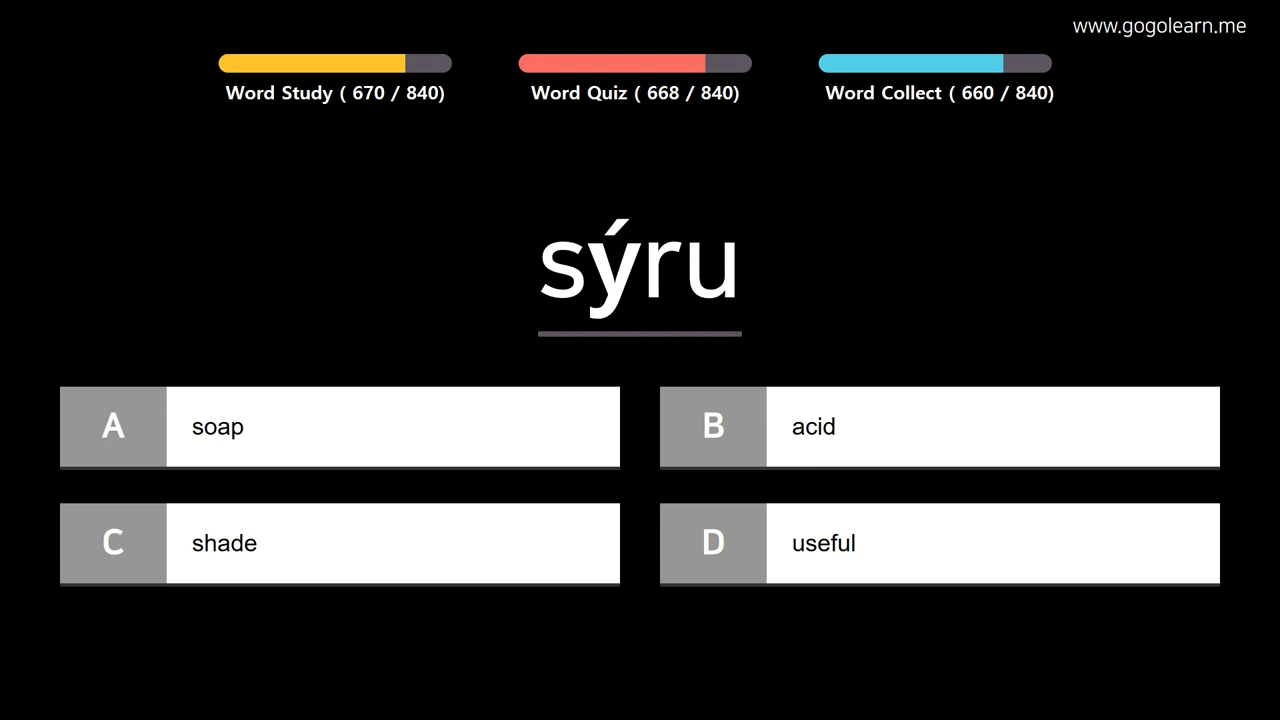 www.gogolearn.me
Word Study ( 670 / 840)
Word Quiz ( 668 / 840)
Word Collect ( 660 / 840)
sýru
A soap
B acid
C shade
D useful